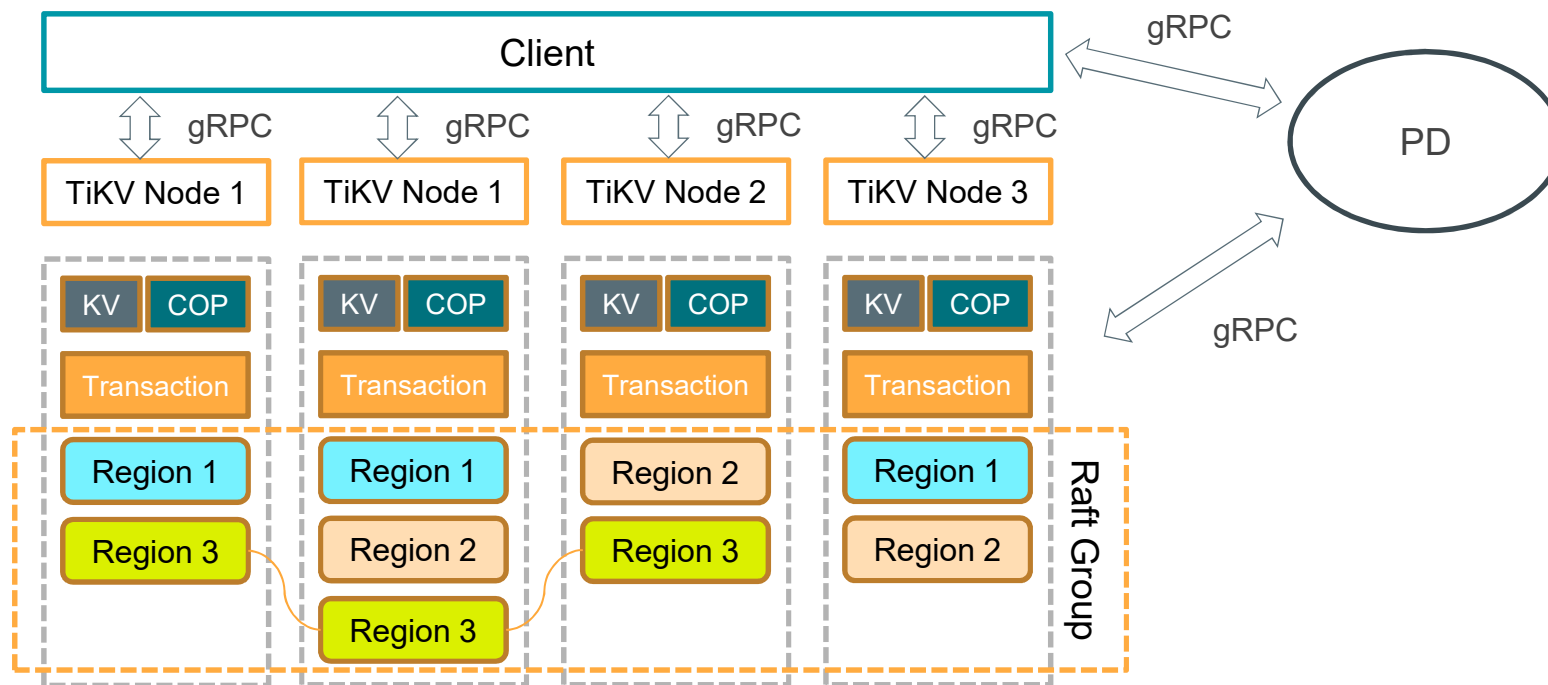 Client
gRPC
PD
gRPC
gRPC
gRPC
gRPC
TiKV Node 1
TiKV Node 1
TiKV Node 2
TiKV Node 3
gRPC
KV
COP
KV
COP
KV
COP
KV
COP
Transaction
Transaction
Transaction
Transaction
Region 1
Region 1
Region 2
Region 1
Region 3
Region 2
Region 3
Region 2
Region 3
Raft Group